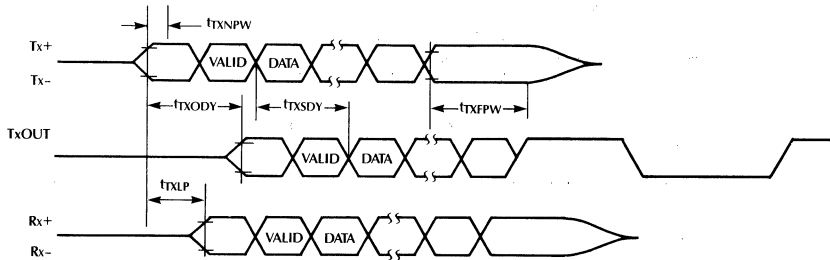 tTXNPW
Tx+
VALID DATA
Tx−
tTXODY tTXSDY tTXFPW
TxOUT
VALID DATA
tTXLP
Rx+
VALID DATA
Rx−